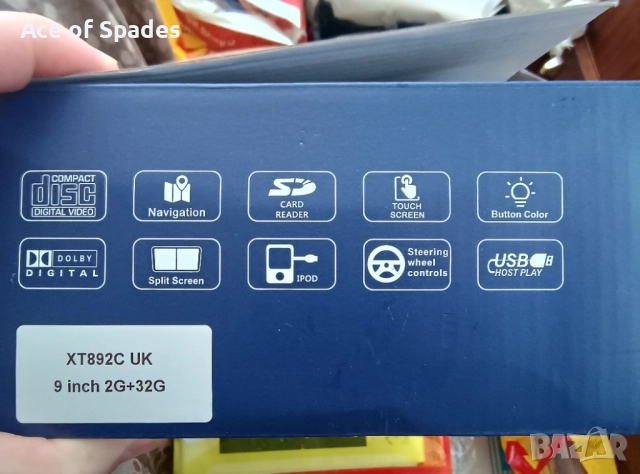 Ace of Spades
COMPACT
disc
DIGITAL VIDEO
Navigation
SD
CARD
READER
TOUCH
SCREEN
Button Color
DOLBY
DIGITAL
Split Screen
IPOD
Steering
wheel
controls
USB
HOST PLAY
XT892C UK
9 inch 2G+32G
BAZAR